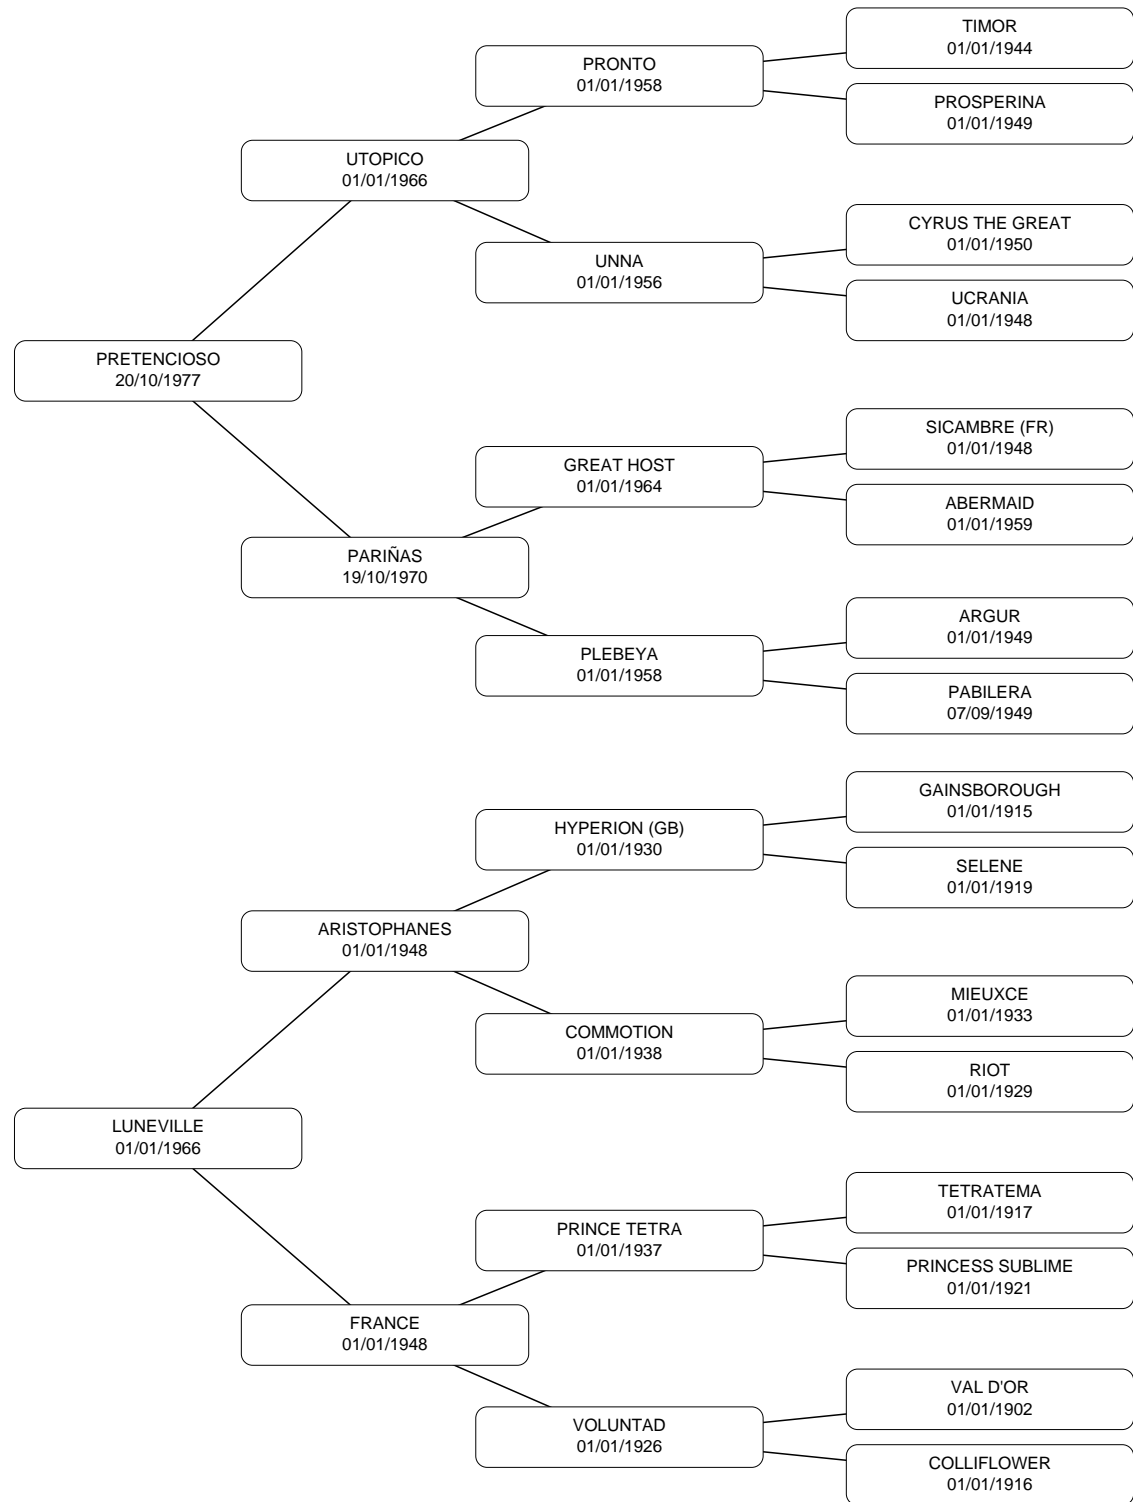 TIMOR
01/01/1944
PRONTO
01/01/1958
PROSPERINA
01/01/1949
UTOPICO
01/01/1966
CYRUS THE GREAT
01/01/1950
UNNA
01/01/1956
UCRANIA
01/01/1948
PRETENCIOSO
20/10/1977
SICAMBRE (FR)
01/01/1948
GREAT HOST
01/01/1964
ABERMAID
01/01/1959
PARIÑAS
19/10/1970
ARGUR
01/01/1949
PLEBEYA
01/01/1958
PABILERA
07/09/1949
GAINSBOROUGH
01/01/1915
HYPERION (GB)
01/01/1930
SELENE
01/01/1919
ARISTOPHANES
01/01/1948
MIEUXCE
01/01/1933
COMMOTION
01/01/1938
RIOT
01/01/1929
LUNEVILLE
01/01/1966
TETRATEMA
01/01/1917
PRINCE TETRA
01/01/1937
PRINCESS SUBLIME
01/01/1921
FRANCE
01/01/1948
VAL D'OR
01/01/1902
VOLUNTAD
01/01/1926
COLLIFLOWER
01/01/1916